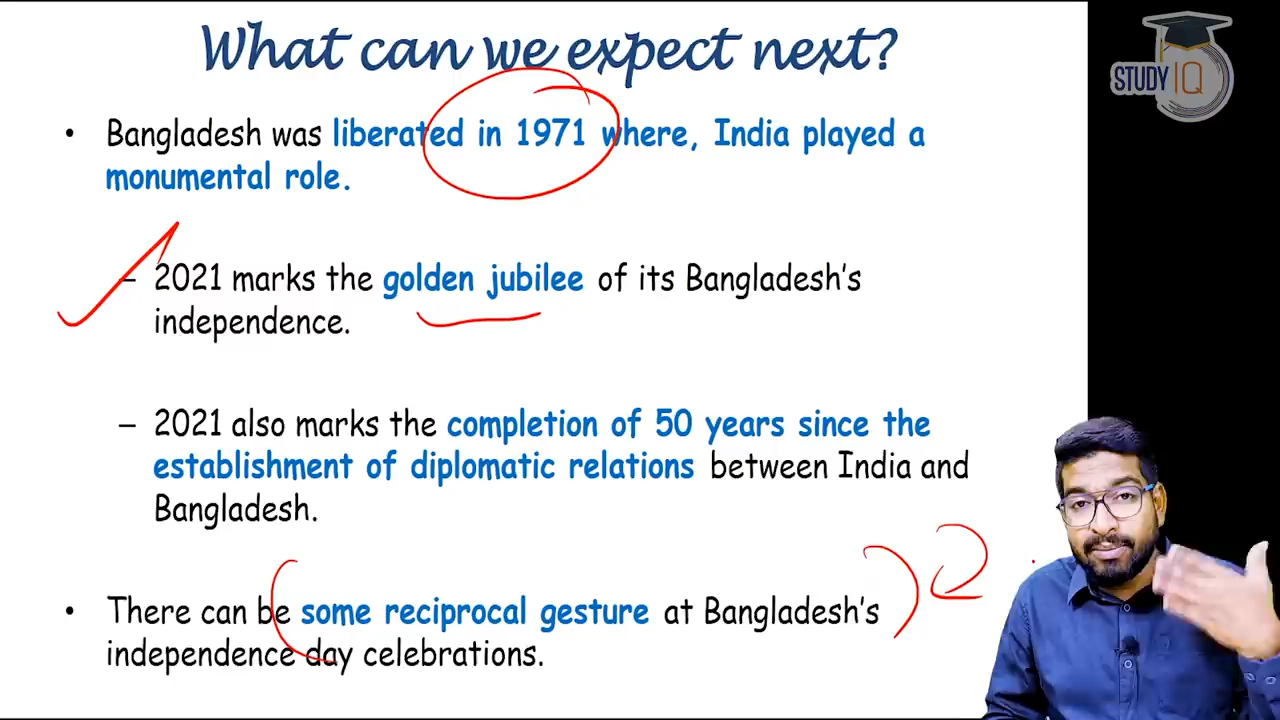 What can we expect next?
STUDY IQ
• Bangladesh was liberated in 1971 where, India played a
monumental role.
– 2021 marks the golden jubilee of its Bangladesh's
independence.
– 2021 also marks the completion of 50 years since the
establishment of diplomatic relations between India and
Bangladesh.
2
• There can be some reciprocal gesture at Bangladesh's
independence day celebrations.